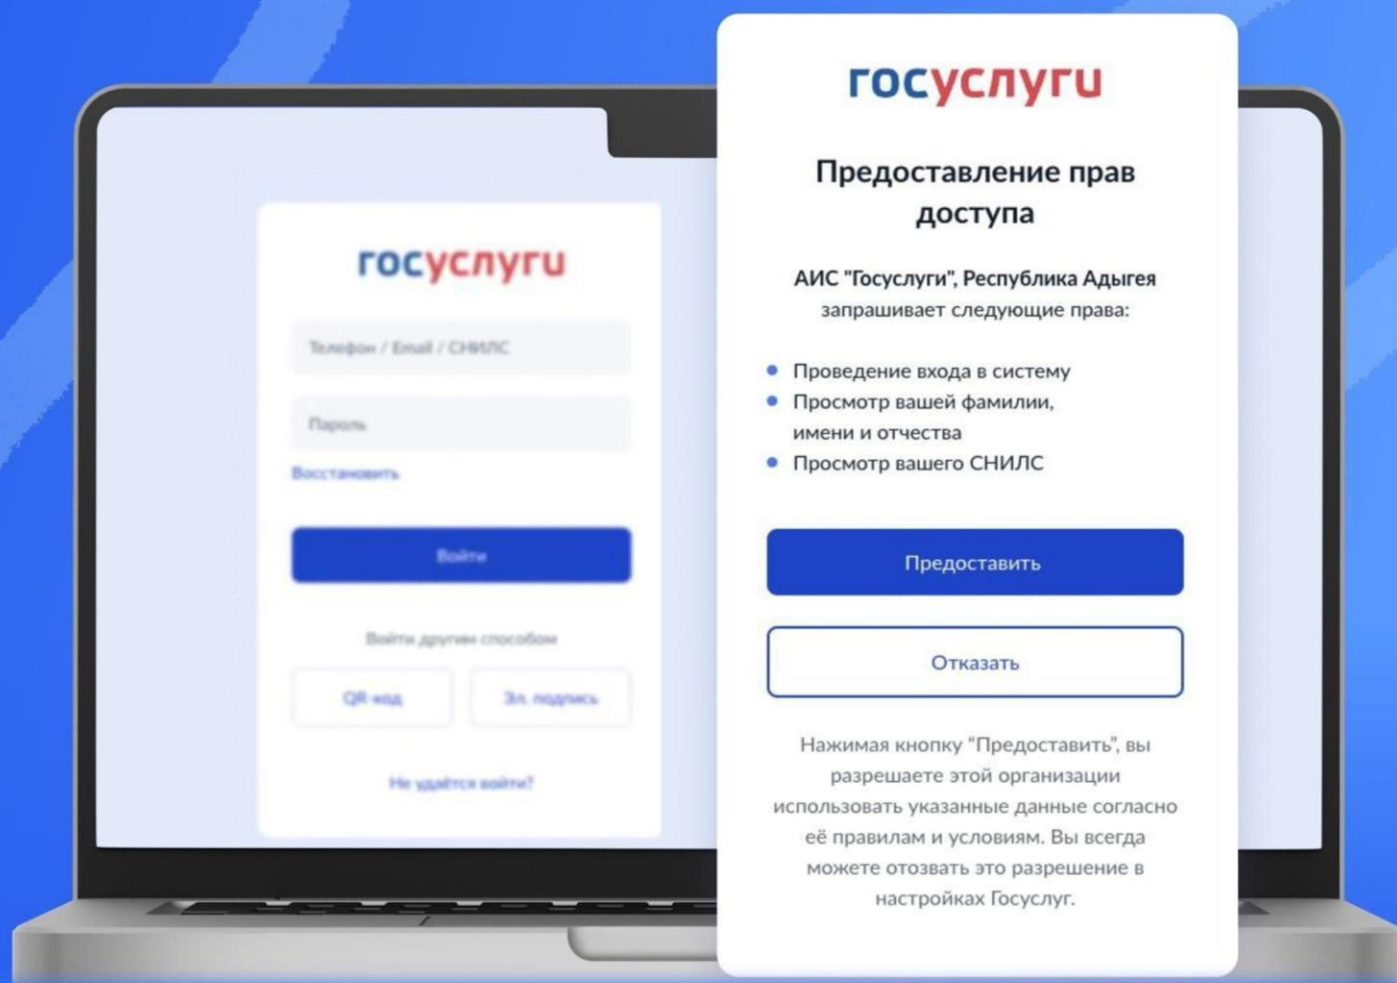 госуслуги
Телефон / Email / СНИЛС
Пароль
Восстановить
Войти
Войти другим способом
QR-код
Эл. подпись
Не удаётся войти?
госуслуги
Предоставление прав
доступа
АИС "Госуслуги", Республика Адыгея
запрашивает следующие права:
Проведение входа в систему
Просмотр вашей фамилии,
имени и отчества
Просмотр вашего СНИЛС
Предоставить
Отказать
Нажимая кнопку “Предоставить”, вы
разрешаете этой организации
использовать указанные данные согласно
её правилам и условиям. Вы всегда
можете отозвать это разрешение в
настройках Госуслуг.